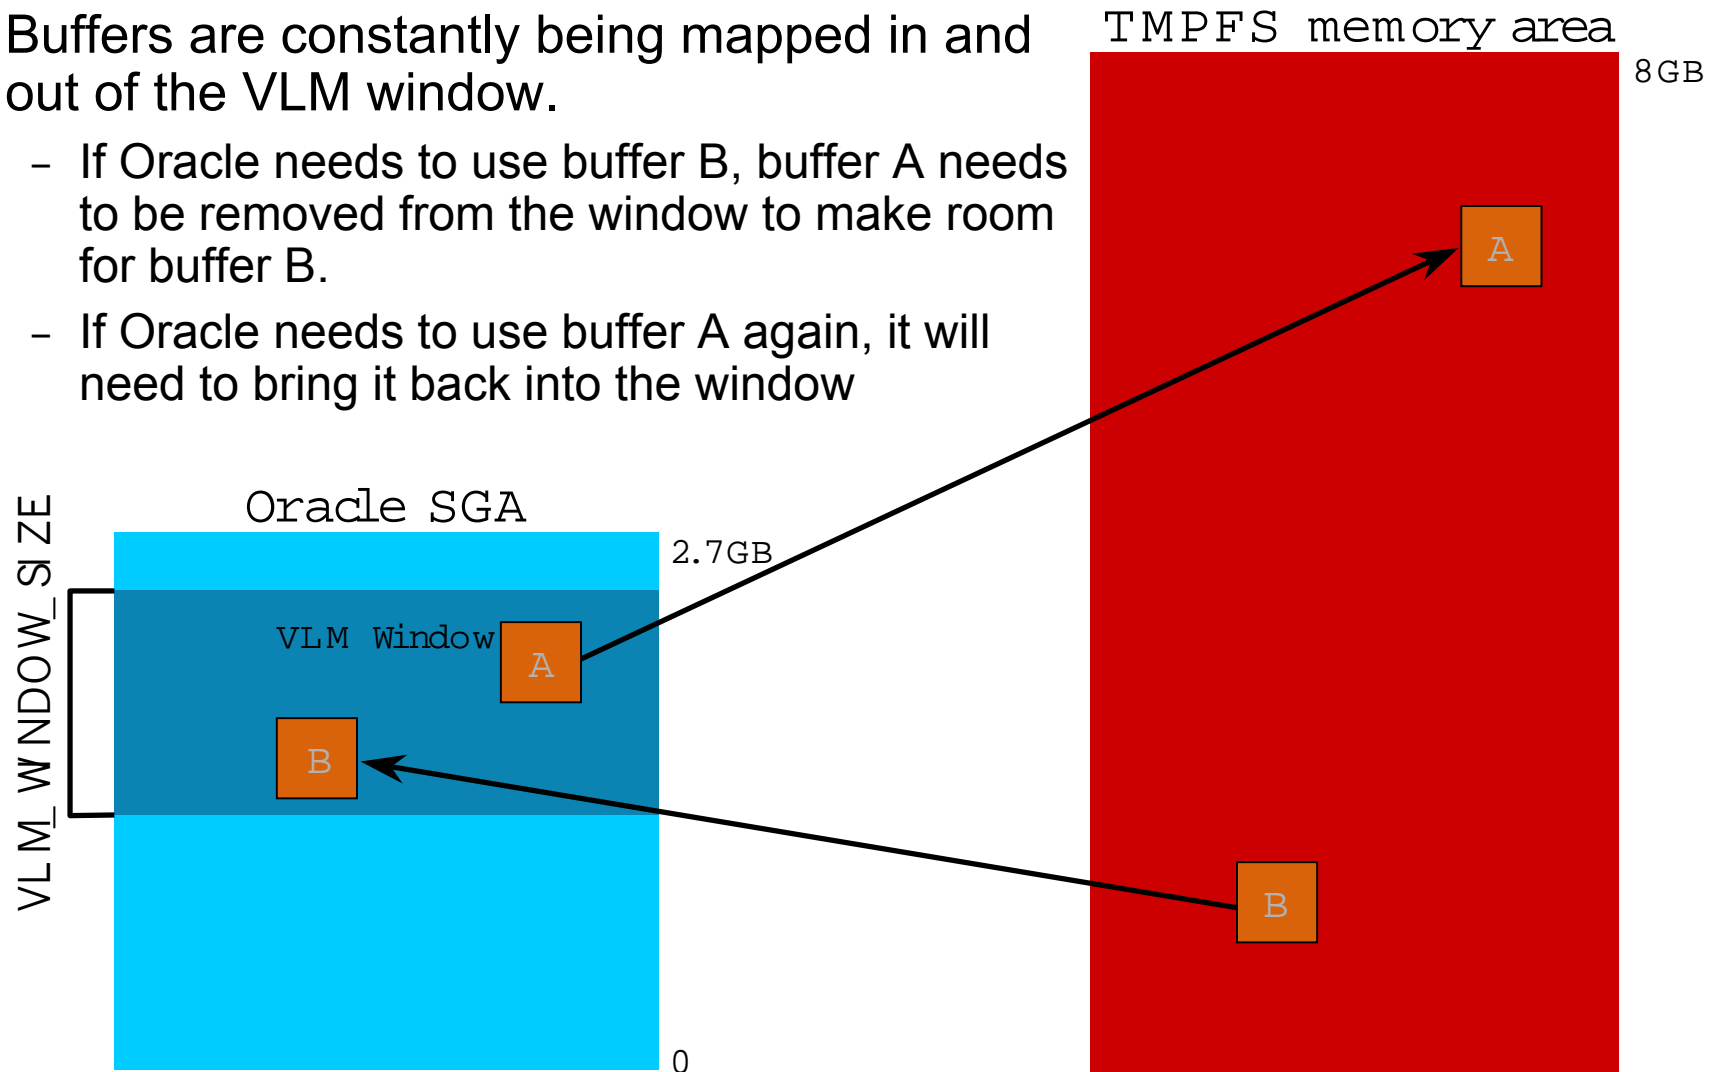 Buffers are constantly being mapped in and
out of the VLM window.
– If Oracle needs to use buffer B, buffer A needs
to be removed from the window to make room
for buffer B.
– If Oracle needs to use buffer A again, it will
need to bring it back into the window
TMPFS memory area
8GB
A
B
Oracle SGA
2.7GB
VLM_WINDOW_SIZE
VLM Window
A
B
0